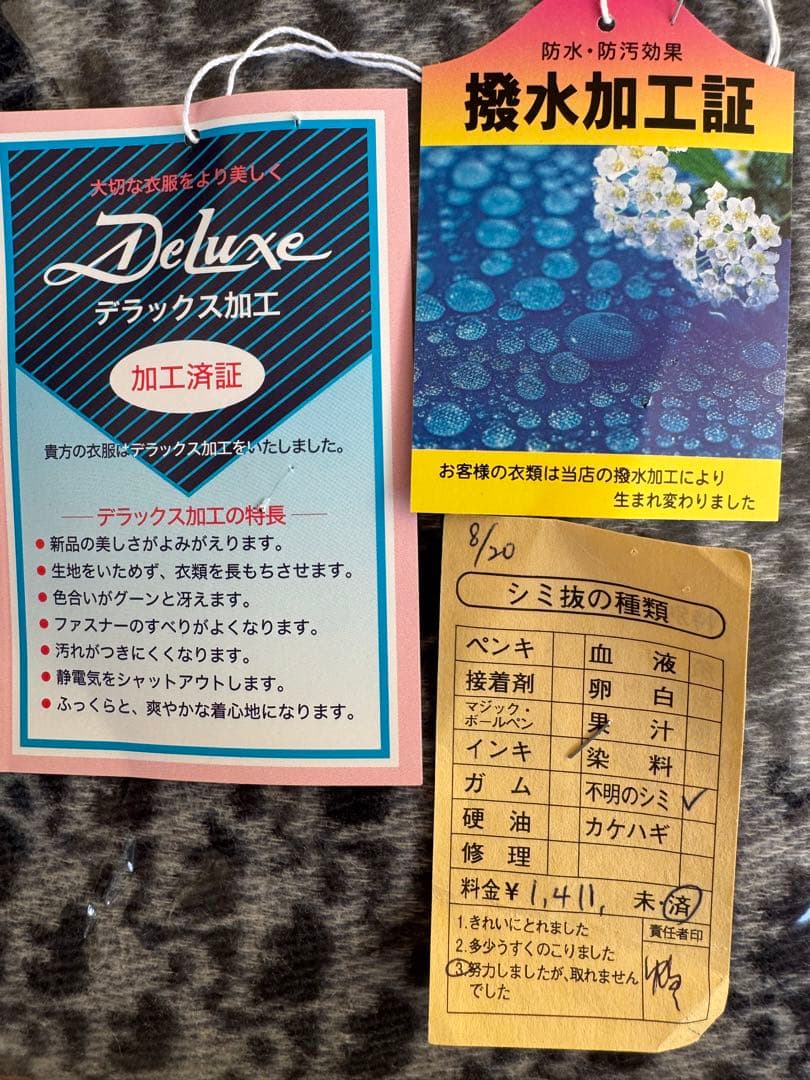 大切な衣服をより美しく
DeLuxe
デラックス加工
加工済証
貴方の衣服はデラックス加工をいたしました。
デラックス加工の特長
● 新品の美しさがよみがえります。
● 生地をいためず、衣類を長もちさせます。
● 色合いがグーンと冴えます。
● ファスナーのすべりがよくなります。
● 汚れがつきにくくなります。
● 静電気をシャットアウトします。
● ふっくらと、爽やかな着心地になります。
防水・防汚効果
撥水加工証
お客様の衣類は当店の撥水加工により
生まれ変わりました
8/20
シミ抜の種類
ペンキ 血液
接着剤 卵白
マジック・ボールペン 果汁
インキ 染料
ガム 不明のシミ ✓
硬油 カケハギ
修理
料金¥1,411, 未・済
1.きれいにとれました
2.多少うすくのこりました
3.努力しましたが、取れません
でした
責任者印